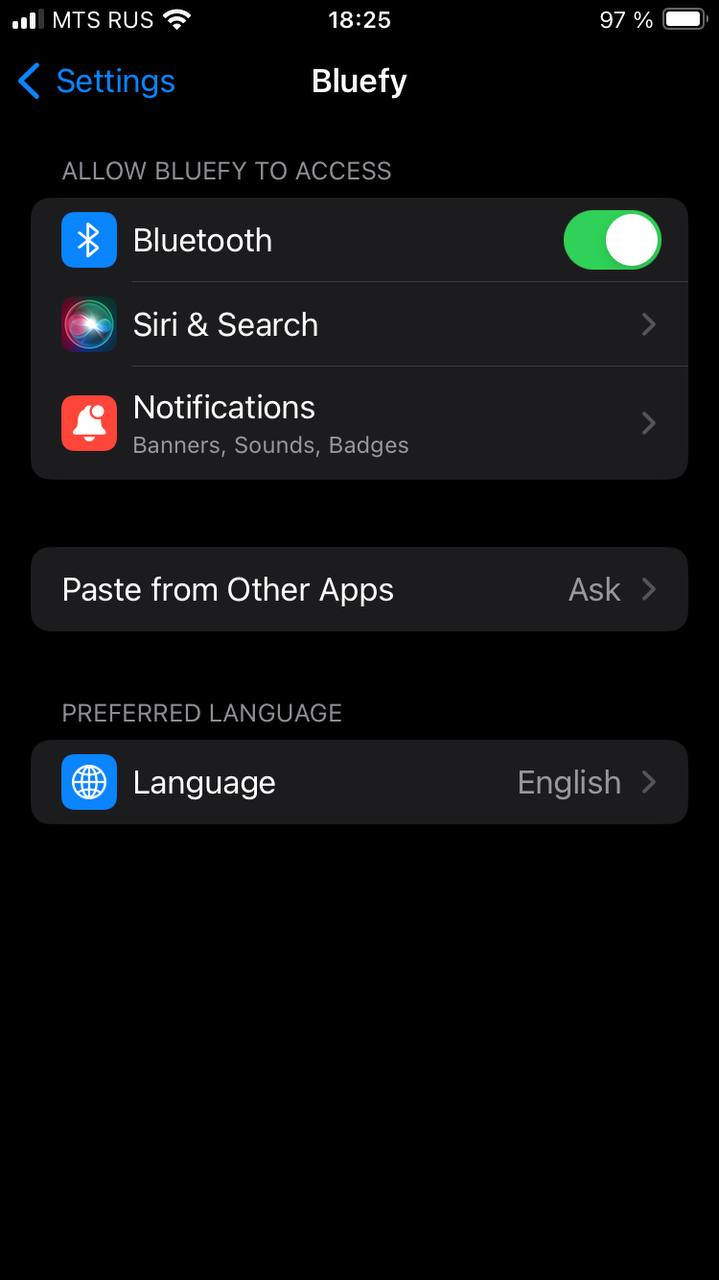 MTS RUS 18:25 97 %
Settings Bluefy
ALLOW BLUEFY TO ACCESS
Bluetooth
Siri & Search
Notifications
Banners, Sounds, Badges
Paste from Other Apps Ask
PREFERRED LANGUAGE
Language English